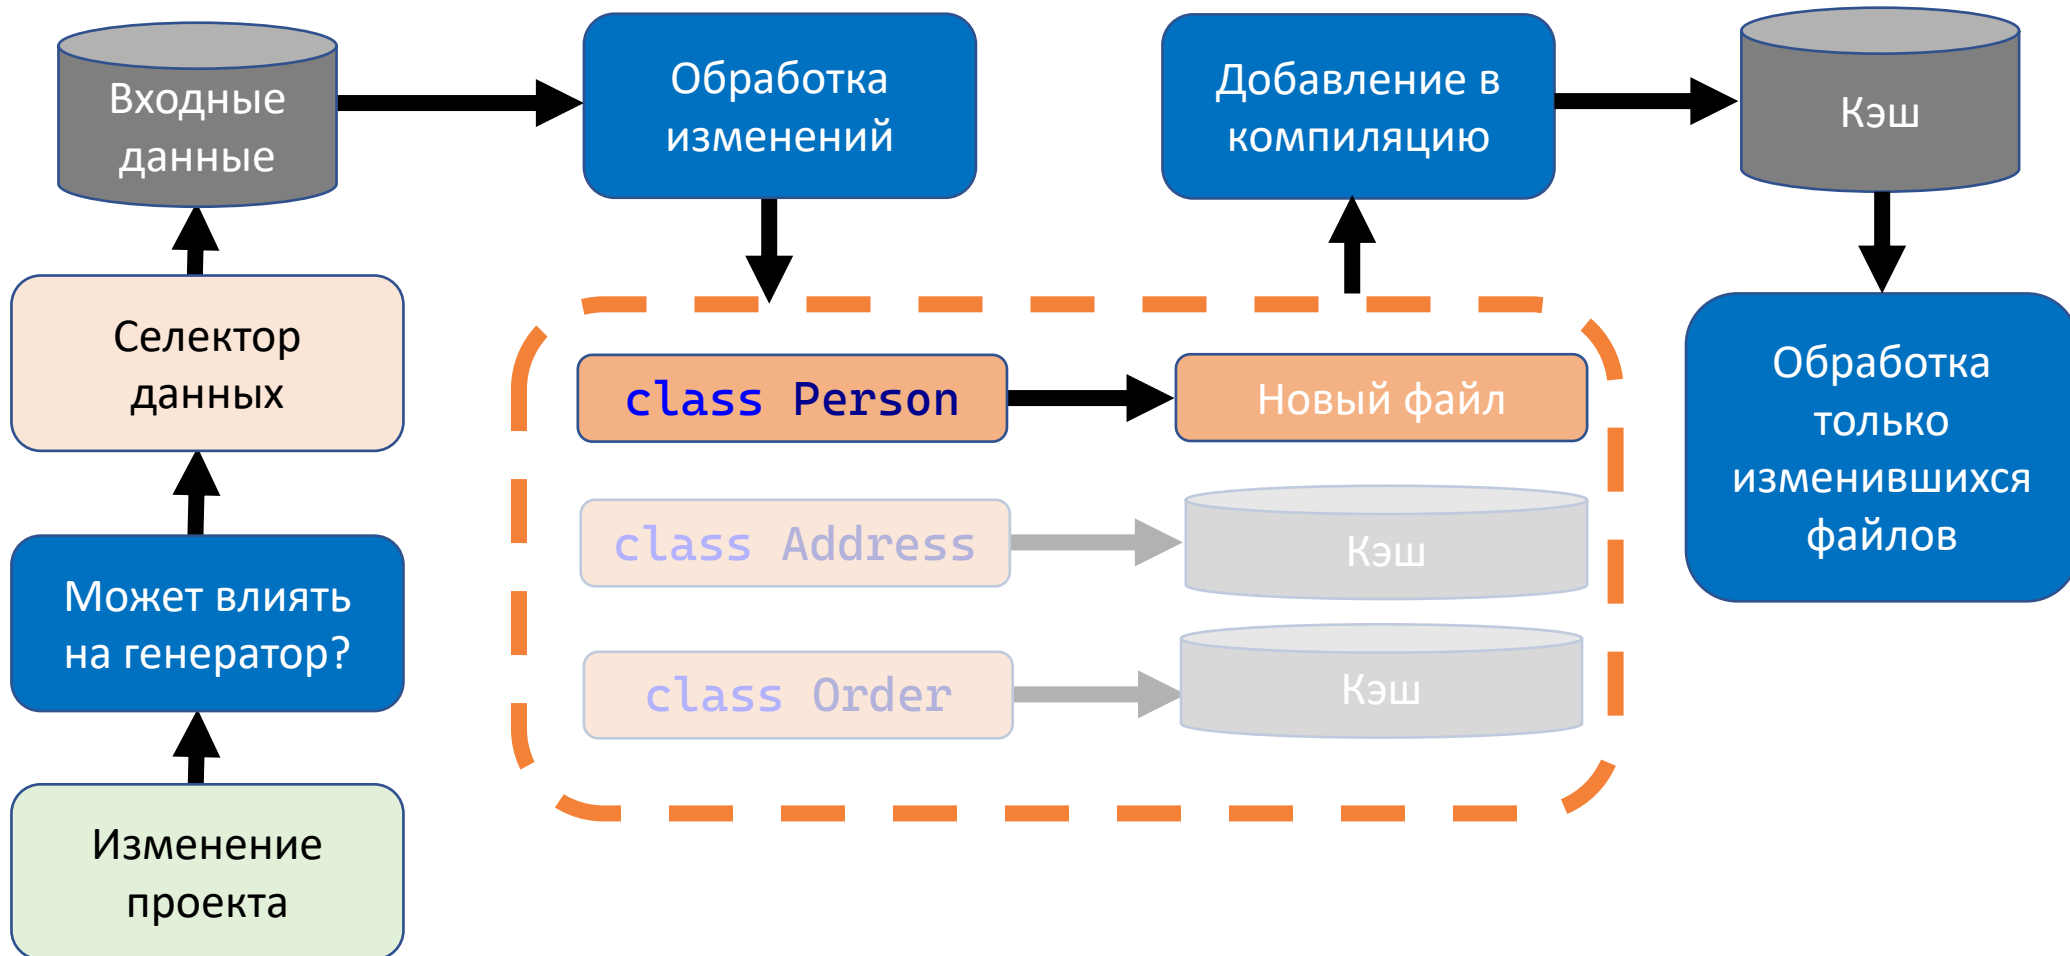 Входные
данные
Обработка
изменений
Добавление в
компиляцию
Кэш
Селектор
данных
class Person
Новый файл
Обработка
только
изменившихся
файлов
class Address
Кэш
Может влиять
на генератор?
class Order
Кэш
Изменение
проекта